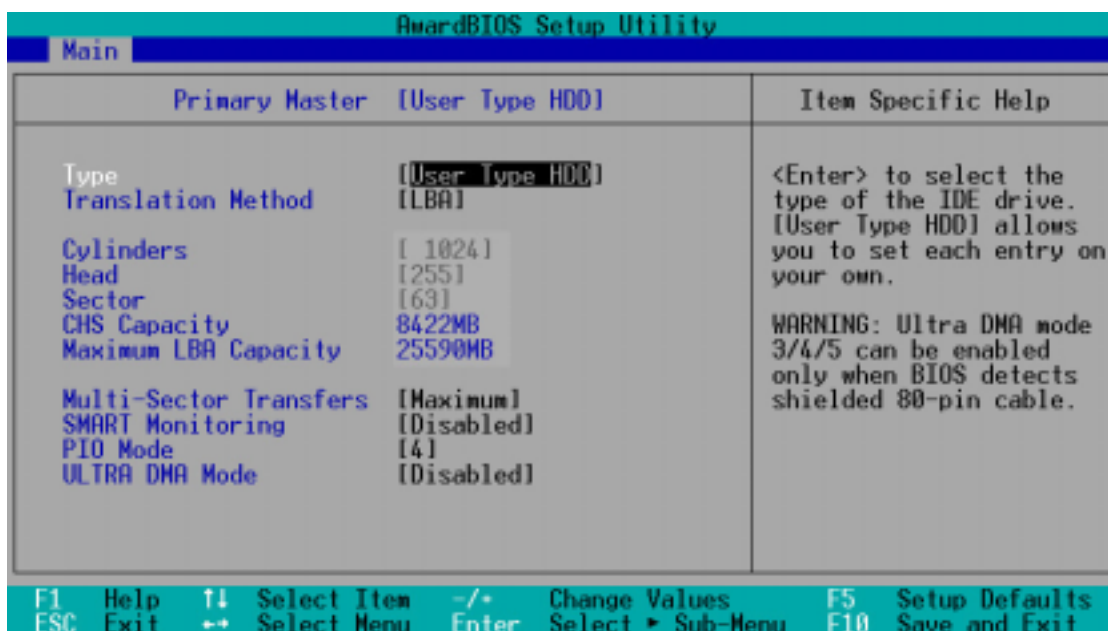 AwardBIOS Setup Utility
Main
Primary Master [User Type HDD]
Item Specific Help
Type [User Type HDD]
Translation Method [LBA]
Cylinders [ 1024]
Head [255]
Sector [63]
CHS Capacity 8422MB
Maximum LBA Capacity 25590MB
Multi-Sector Transfers [Maximum]
SMART Monitoring [Disabled]
PIO Mode [4]
ULTRA DMA Mode [Disabled]
<Enter> to select the
type of the IDE drive.
[User Type HDD] allows
you to set each entry on
your own.
WARNING: Ultra DMA mode
3/4/5 can be enabled
only when BIOS detects
shielded 80-pin cable.
F1 Help ↑↓ Select Item -/+ Change Values F5 Setup Defaults
ESC Exit ←→ Select Menu Enter Select ► Sub-Menu F10 Save and Exit